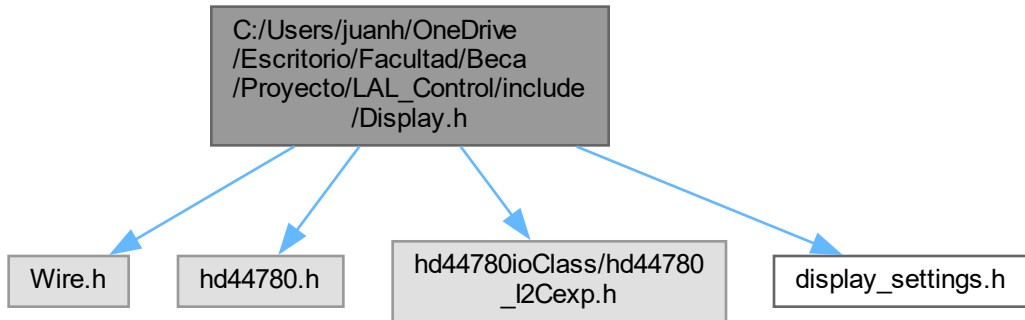 C:/Users/juanh/OneDrive
/Escritorio/Facultad/Beca
/Proyecto/LAL_Control/include
/Display.h
Wire.h
hd44780.h
hd44780ioClass/hd44780
_I2Cexp.h
display_settings.h